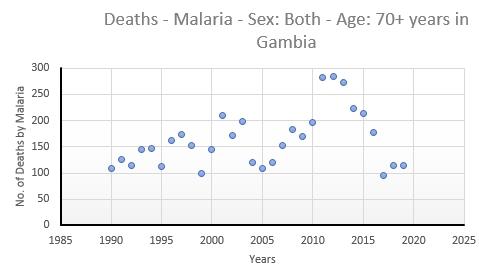 Deaths - Malaria - Sex: Both - Age: 70+ years in
Gambia
No. of Deaths by Malaria
300
250
200
150
100
50
0
1985 1990 1995 2000 2005 2010 2015 2020 2025
Years